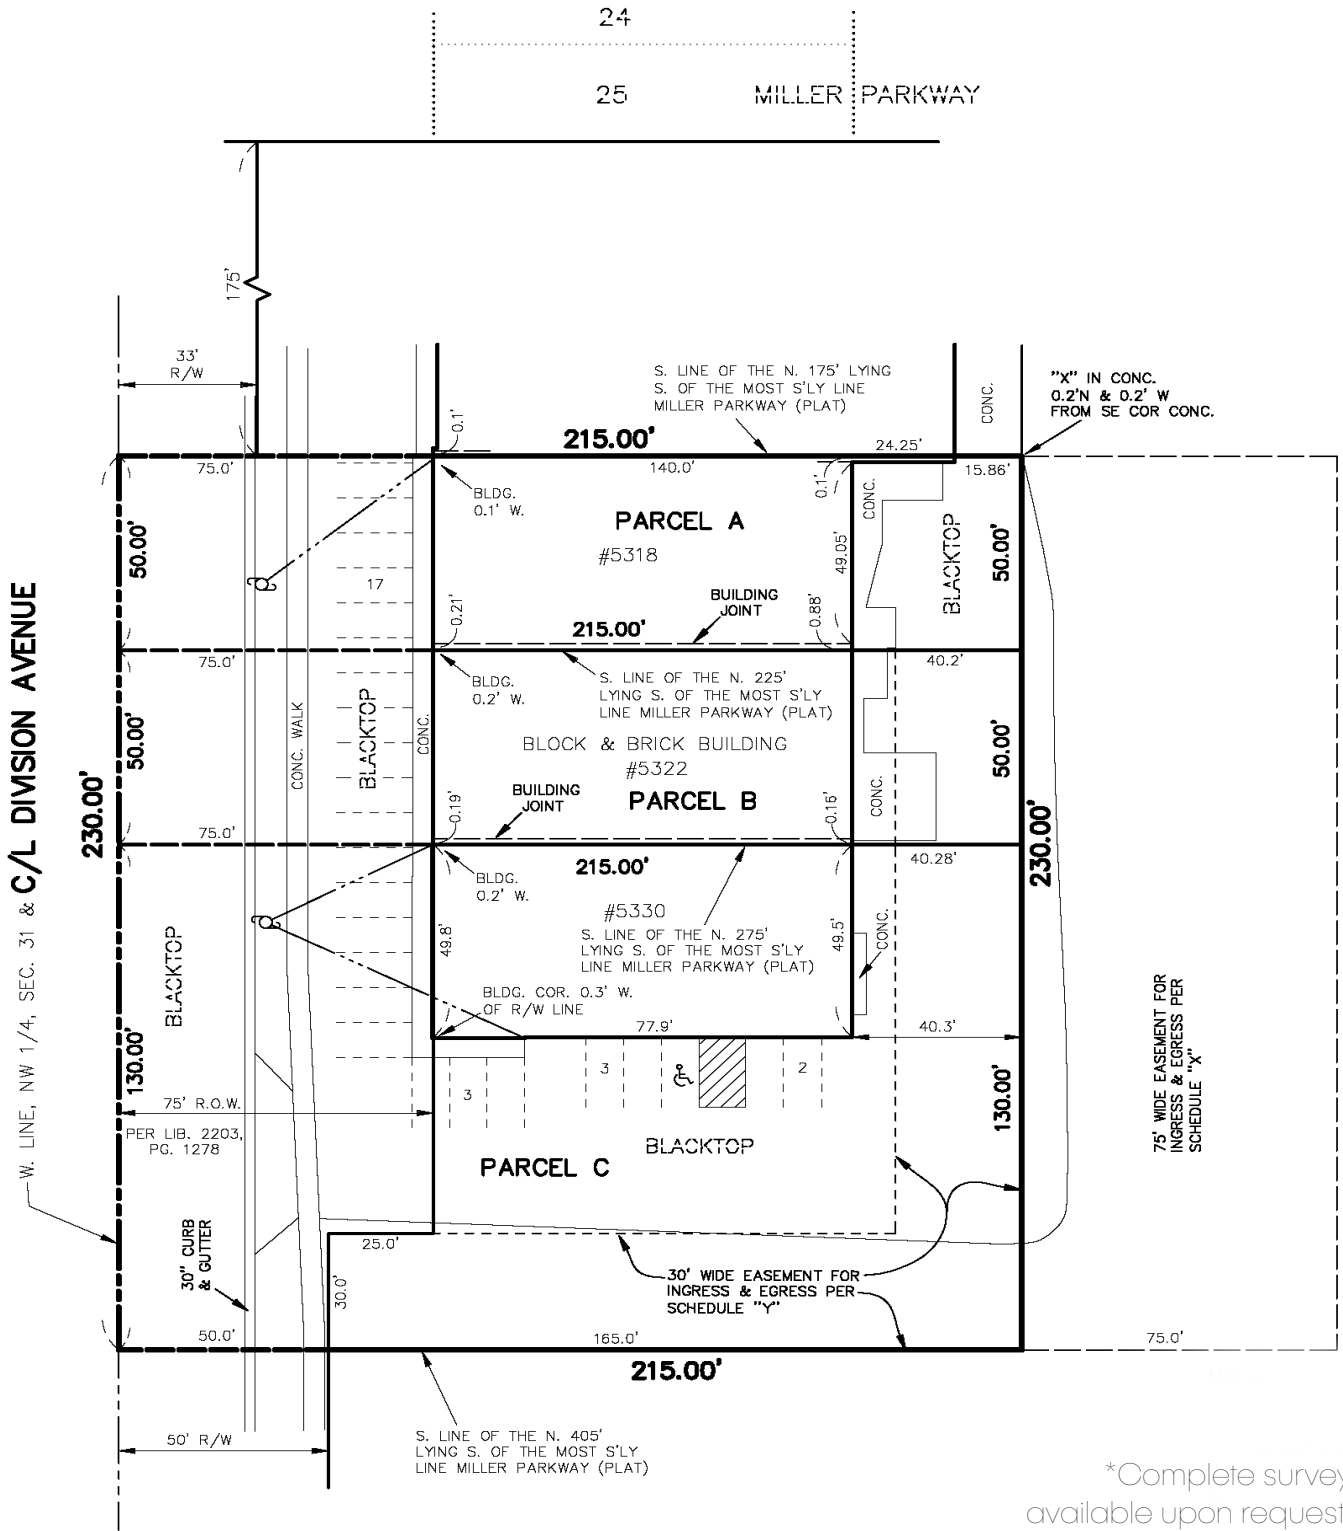 24
25
MILLER PARKWAY
175'
33'
R/W
S. LINE OF THE N. 175' LYING
S. OF THE MOST S'LY LINE
MILLER PARKWAY (PLAT)
CONC.
"X" IN CONC.
0.2'N & 0.2' W
FROM SE COR CONC.
0.1'
215.00'
24.25'
75.0'
140.0'
0.1'
15.86'
BLDG.
0.1' W.
CONC.
PARCEL A
#5318
50.00'
49.05'
BLACKTOP
50.00'
17
0.21'
BUILDING
JOINT
0.88'
215.00'
75.0'
40.2'
BLDG.
0.2' W.
S. LINE OF THE N. 225'
LYING S. OF THE MOST S'LY
LINE MILLER PARKWAY (PLAT)
50.00'
CONC. WALK
BLACKTOP
CONC.
BLOCK & BRICK BUILDING
#5322
PARCEL B
50.00'
CONC.
BUILDING
JOINT
0.19'
0.16'
W. LINE, NW 1/4, SEC. 31 & C/L DIVISION AVENUE
230.00'
75.0'
215.00'
40.28'
230.00'
BLDG.
0.2' W.
#5330
S. LINE OF THE N. 275'
LYING S. OF THE MOST S'LY
LINE MILLER PARKWAY (PLAT)
49.8'
49.5'
CONC.
BLACKTOP
BLDG. COR. 0.3' W.
OF R/W LINE
77.9'
40.3'
130.00'
3
3
2
130.00'
75' WIDE EASEMENT FOR
INGRESS & EGRESS PER
SCHEDULE "X"
75' R.O.W.
PER LIB. 2203,
PG. 1278
BLACKTOP
PARCEL C
30" CURB
& GUTTER
25.0'
30.0'
30' WIDE EASEMENT FOR
INGRESS & EGRESS PER
SCHEDULE "Y"
50.0'
165.0'
75.0'
215.00'
50' R/W
S. LINE OF THE N. 405'
LYING S. OF THE MOST S'LY
LINE MILLER PARKWAY (PLAT)
*Complete survey
available upon request